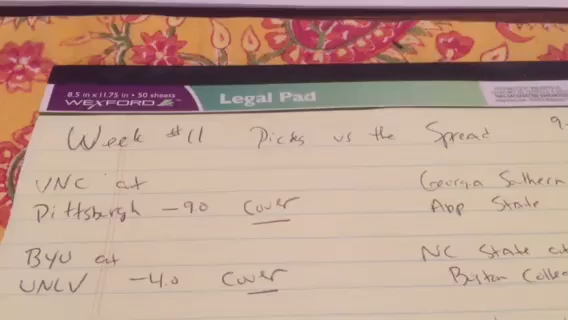 8.5 in x 11.75 in • 50 sheets
WEXFORD
Legal Pad
Week #11 Picks vs the Spread
UNC at
Pittsburgh -9.0 Cover
Georgia Southern
App State
BYU at
UNLV -4.0 Cover
NC State at
Boston Colle